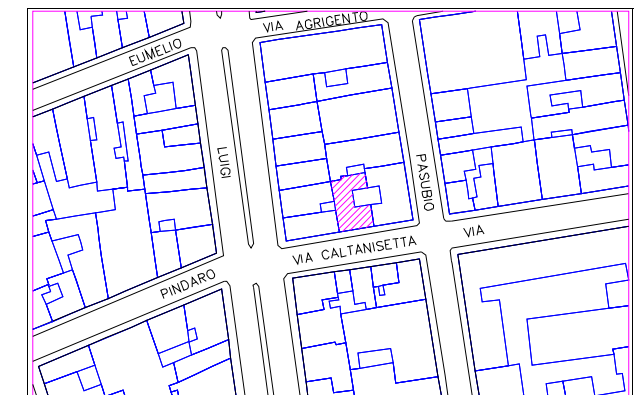 VIA AGRIGENTO
EUMELIO
LUIGI
PASUBIO
VIA
VIA CALTANISETTA
PINDARO